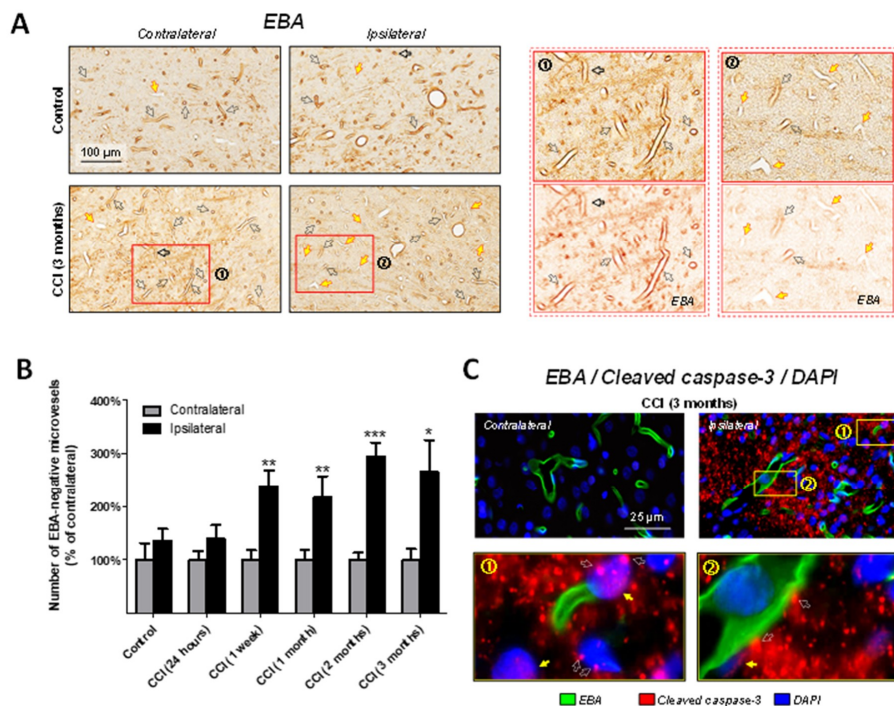 A
EBA
Contralateral
Ipsilateral
Control
100 µm
CCI (3 months)
①
②
①
②
EBA
EBA
B
Number of EBA-negative microvesels
(% of contralateral)
400%
300%
200%
100%
Contralateral
Ipsilateral
**
**
***
*
Control
CCI (24 hours)
CCI (1 week)
CCI (1 month)
CCI (2 months)
CCI (3 months)
C
EBA / Cleaved caspase-3 / DAPI
CCI (3 months)
Contralateral
Ipsilateral
①
②
25 µm
①
②
EBA
Cleaved caspase-3
DAPI